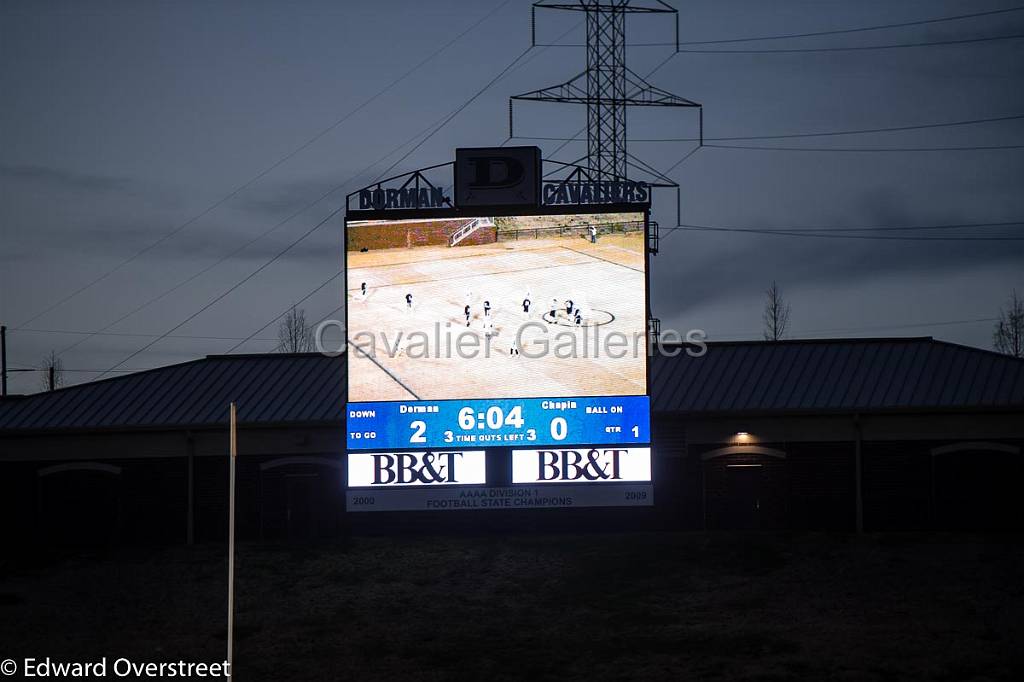 D
DORMAN CAVALIERS
Cavalier Galleries
DOWN Dorman 6:04 Chapin BALL ON
TO GO 2 3 TIME OUTS LEFT 3 0 QTR 1
BB&T BB&T
2000 AAAA DIVISION 1 2009
FOOTBALL STATE CHAMPIONS
© Edward Overstreet